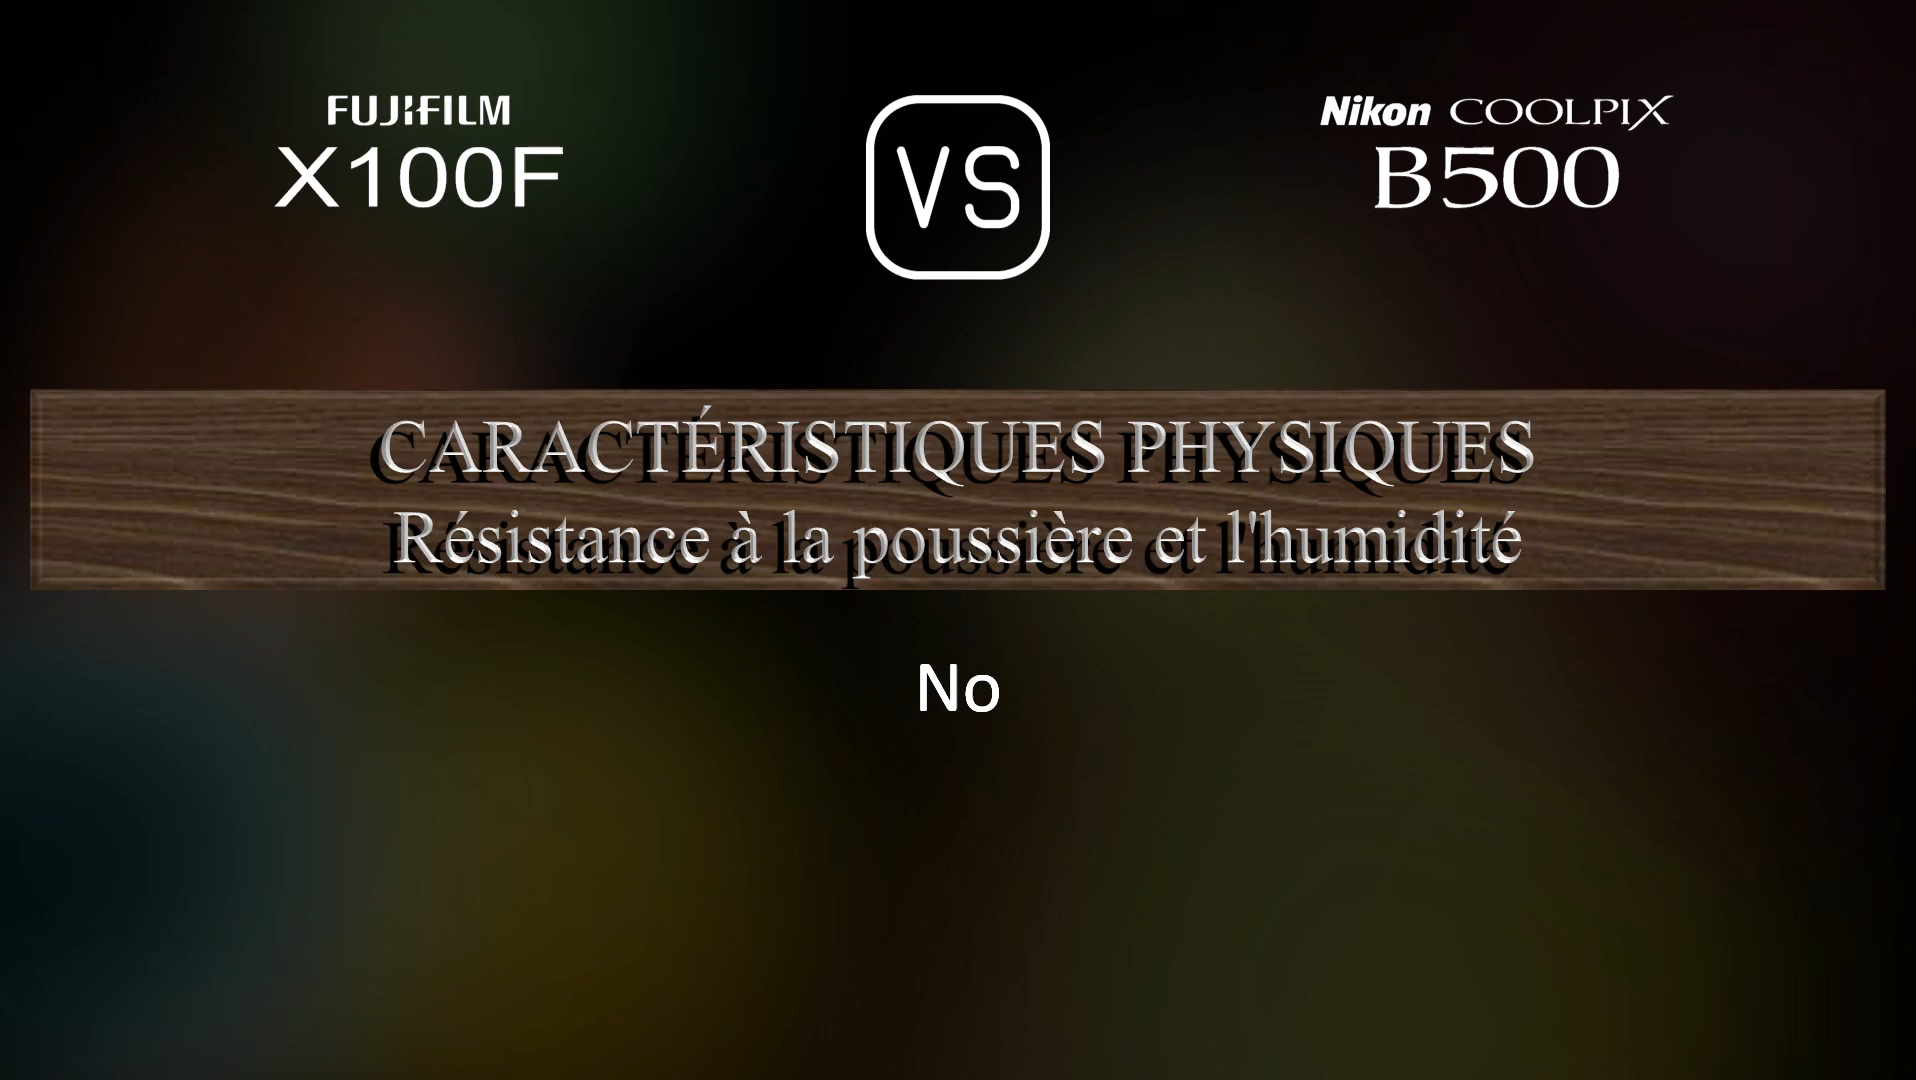 FUJIFILM
X100F
VS
Nikon COOLPIX
B500
CARACTÉRISTIQUES PHYSIQUES
Résistance à la poussière et l'humidité
No